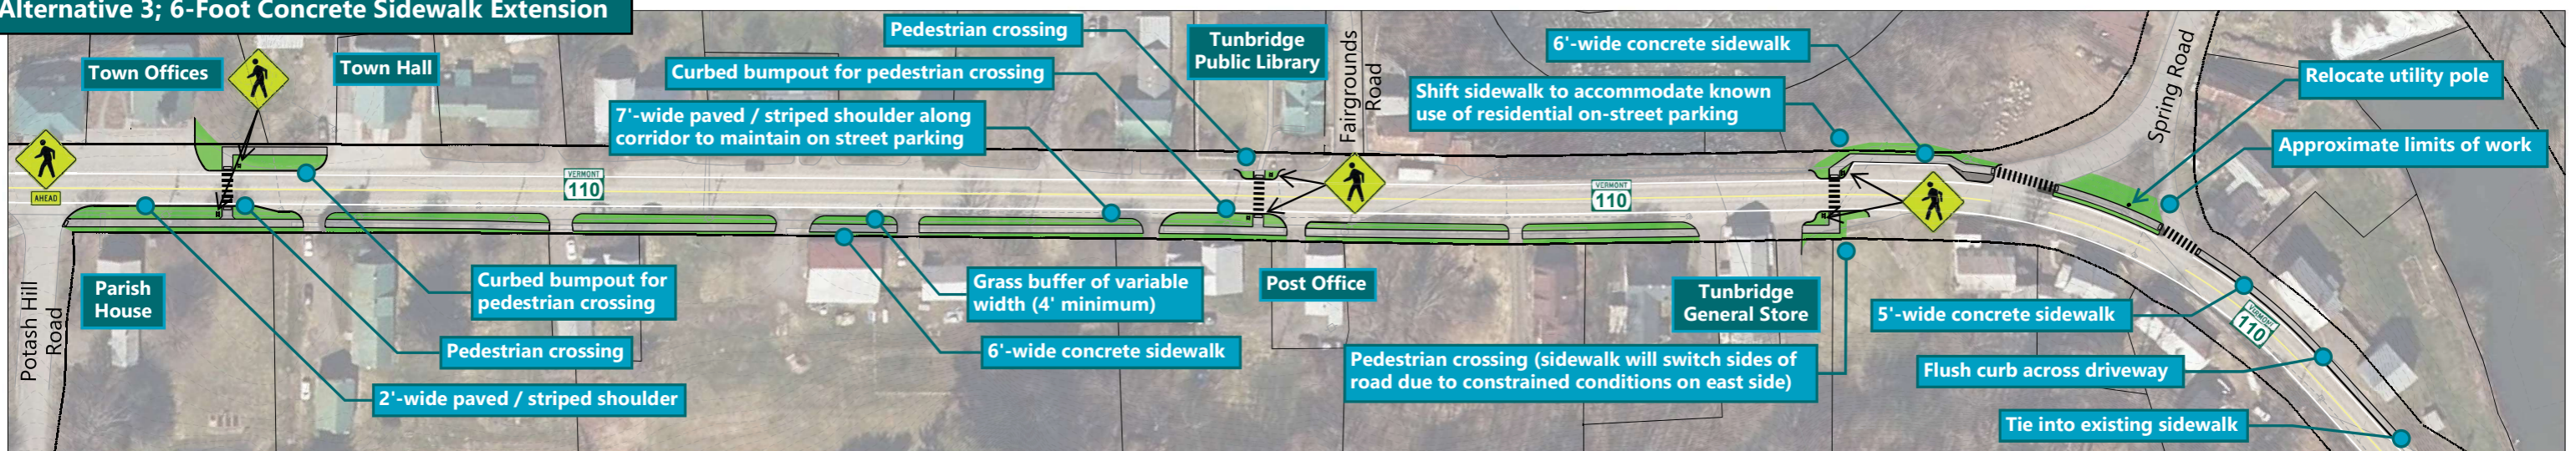 Alternative 3; 6-Foot Concrete Sidewalk Extension
Town Offices
Town Hall
AHEAD
Pedestrian crossing
Curbed bumpout for pedestrian crossing
7'-wide paved / striped shoulder along
corridor to maintain on street parking
Tunbridge
Public Library
Fairgrounds
Road
6'-wide concrete sidewalk
Shift sidewalk to accommodate known
use of residential on-street parking
Spring Road
Relocate utility pole
Approximate limits of work
VERMONT
110
VERMONT
110
Potash Hill
Road
Parish
House
Curbed bumpout for
pedestrian crossing
Pedestrian crossing
2'-wide paved / striped shoulder
Grass buffer of variable
width (4' minimum)
6'-wide concrete sidewalk
Post Office
Tunbridge
General Store
Pedestrian crossing (sidewalk will switch sides of
road due to constrained conditions on east side)
5'-wide concrete sidewalk
VERMONT
110
Flush curb across driveway
Tie into existing sidewalk